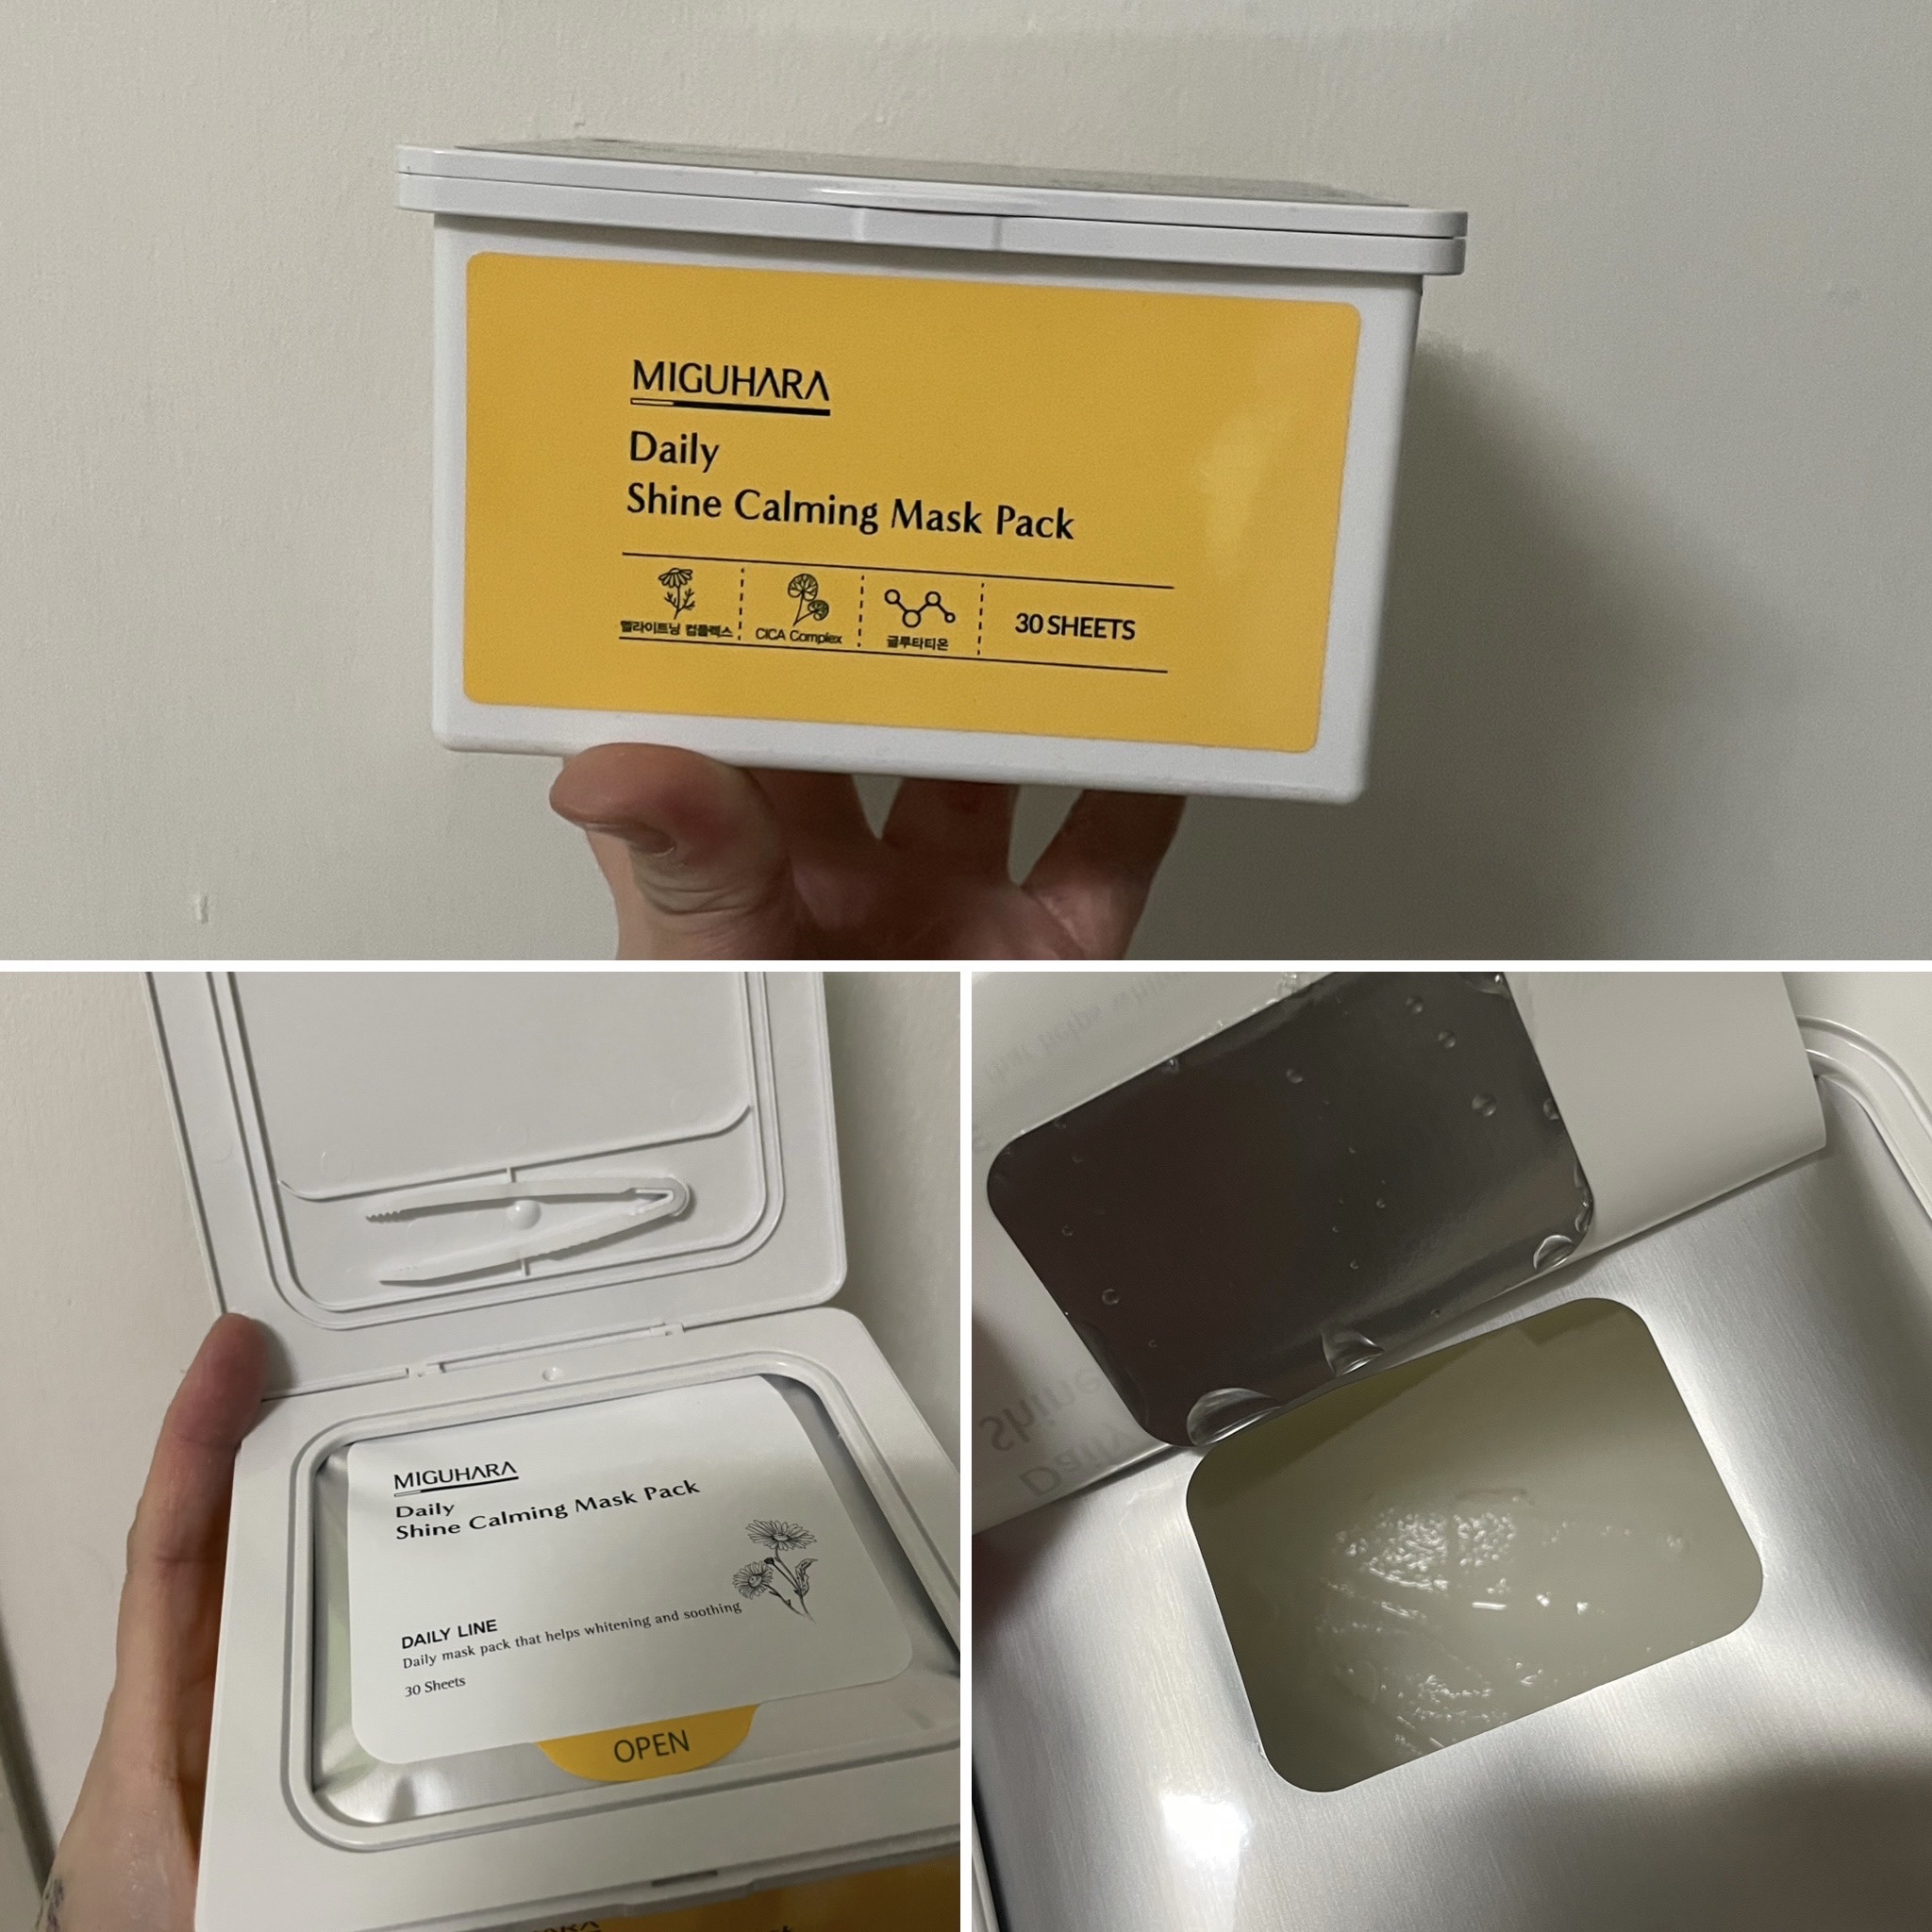 MIGUHARA
Daily
Shine Calming Mask Pack
멜라이트닝 컴플렉스
CICA Complex
글루타티온
30 SHEETS
MIGUHARA
Daily
Shine Calming Mask Pack
DAILY LINE
Daily mask pack that helps whitening and soothing
30 Sheets
OPEN
Shine
Daily